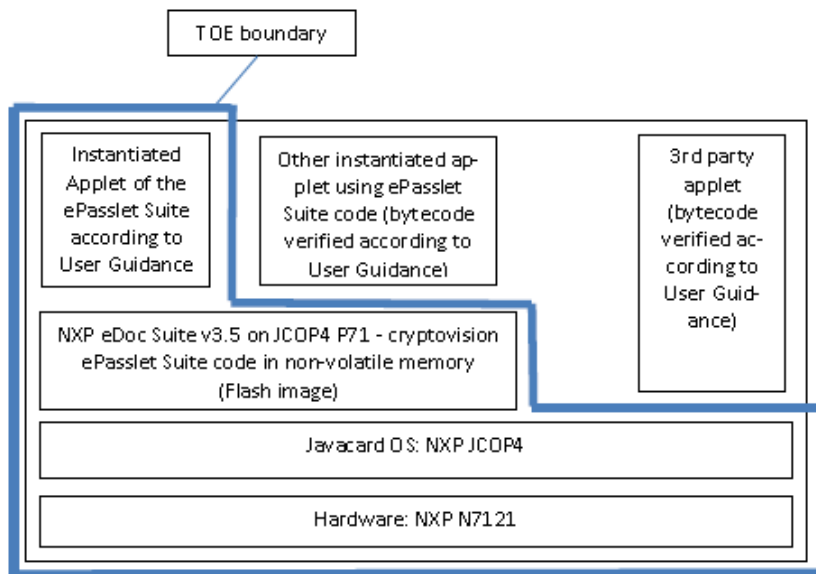 TOE boundary
Instantiated
Applet of the
ePasslet Suite
according to
User Guidance
Other instantiated ap-
plet using ePasslet
Suite code (bytecode
verified according to
User Guidance)
3rd party
applet
(bytecode
verified ac-
cording to
User Guid-
ance)
NXP eDoc Suite v3.5 on JCOP4 P71 - cryptovision
ePasslet Suite code in non-volatile memory
(Flash image)
Javacard OS: NXP JCOP4
Hardware: NXP N7121